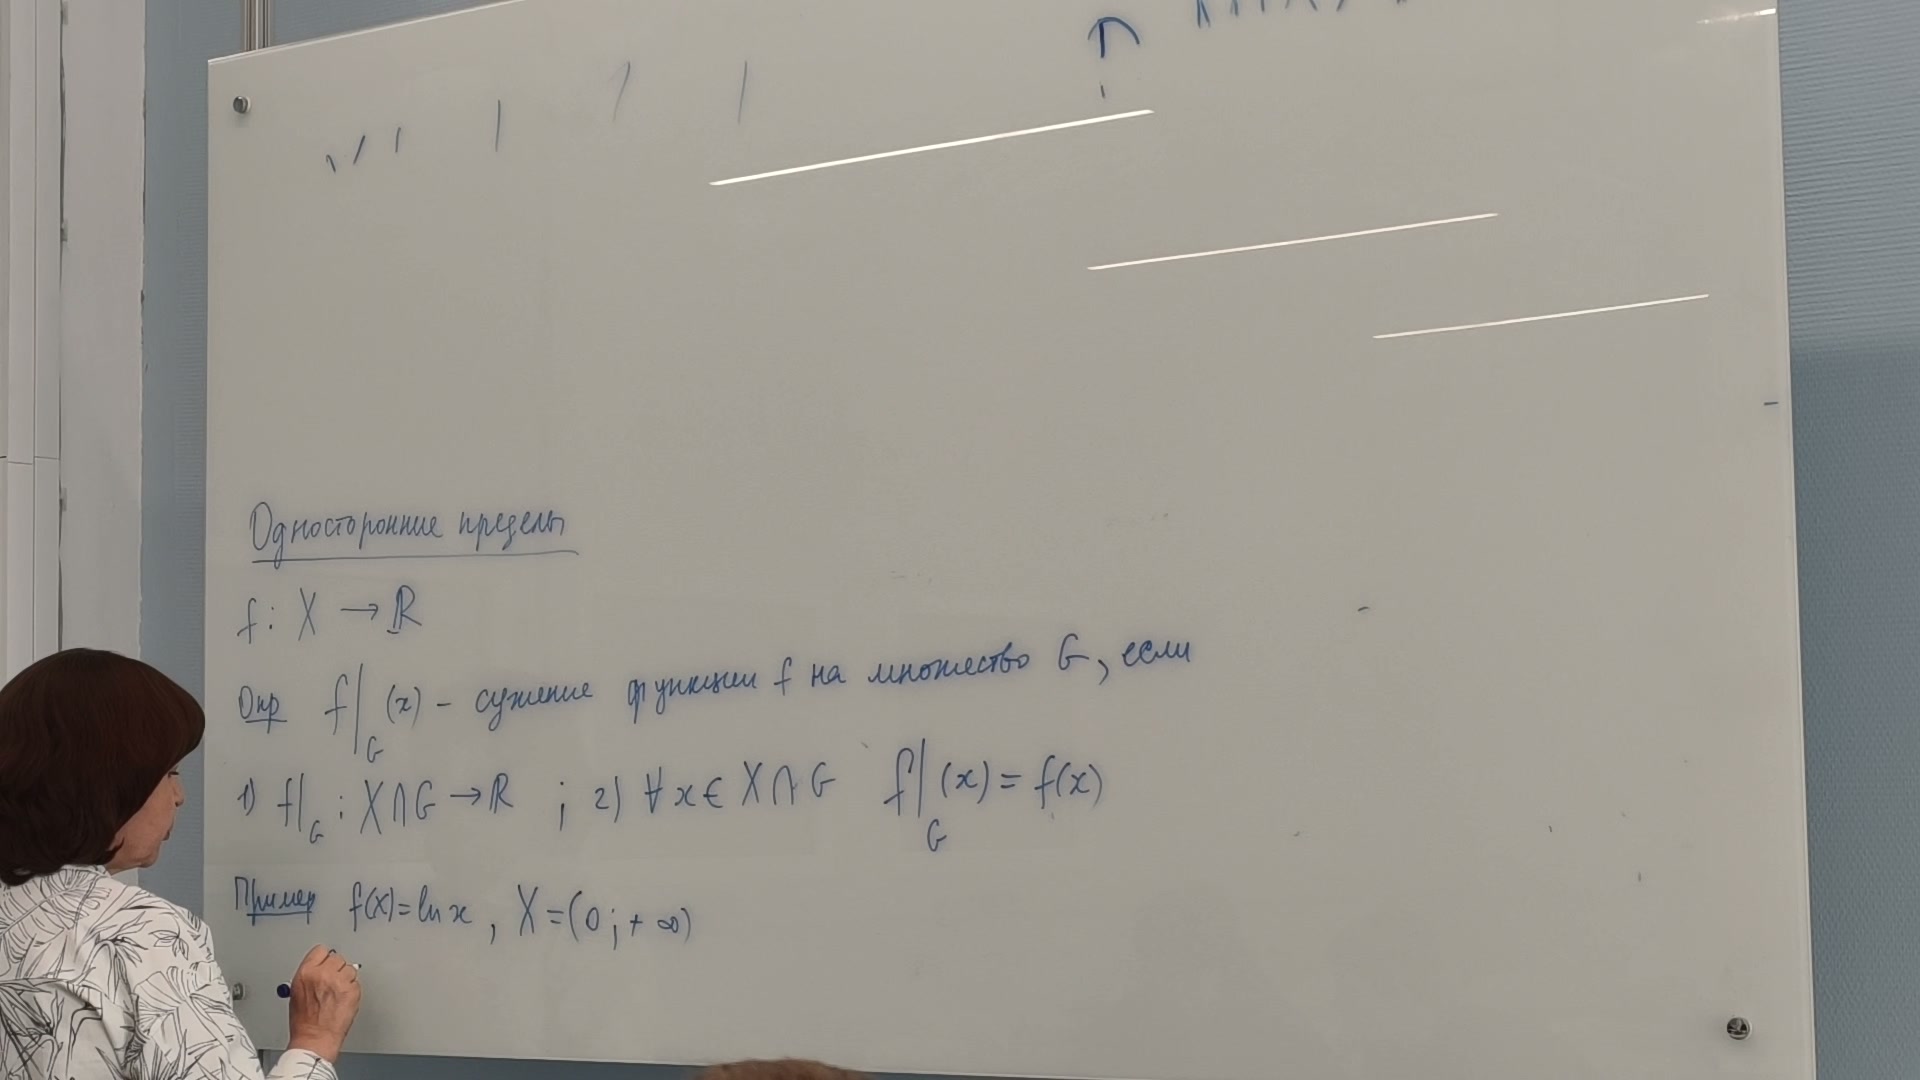 Односторонние пределы
f: X → ℝ
Опр f|_G (x) - сужение функции f на множество G, если
1) f|_G : X∩G → ℝ ; 2) ∀x∈ X∩G f|_G (x) = f(x)
Пример f(x)=ln x, X=(0;+∞)